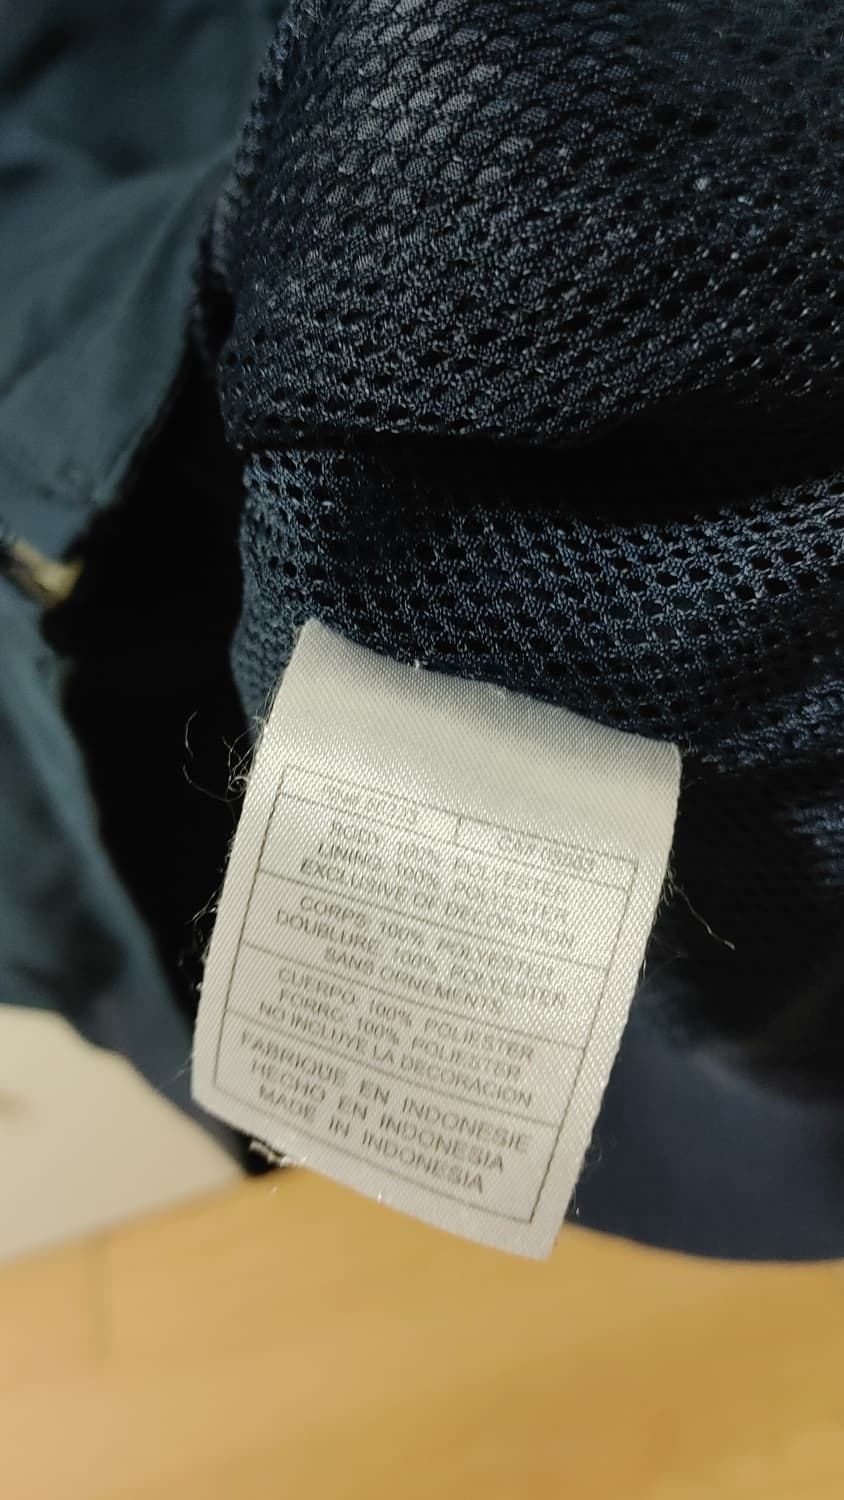 BODY: 100% POLYESTER
LINING: 100% POLYESTER
EXCLUSIVE OF DECORATION
CORPS: 100% POLYESTER
DOUBLURE: 100% POLYESTER
SANS ORNEMENTS
CUERPO: 100% POLIESTER
FORRO: 100% POLIESTER
NO INCLUYE LA DECORACION
FABRIQUE EN INDONESIE
HECHO EN INDONESIA
MADE IN INDONESIA